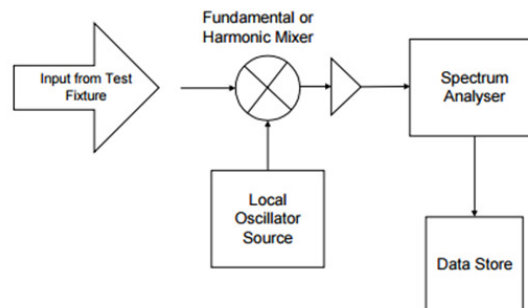 Fundamental or
Harmonic Mixer
Input from Test
Fixture
Spectrum
Analyser
Local
Oscillator
Source
Data Store